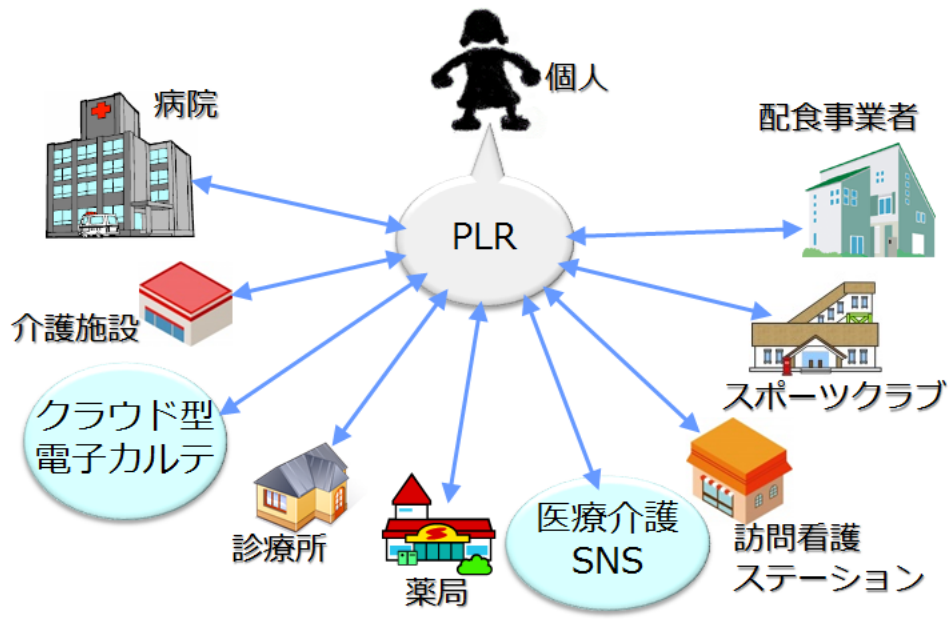 個人
病院
配食事業者
PLR
介護施設
スポーツクラブ
クラウド型
電子カルテ
診療所
薬局
医療介護
SNS
訪問看護
ステーション